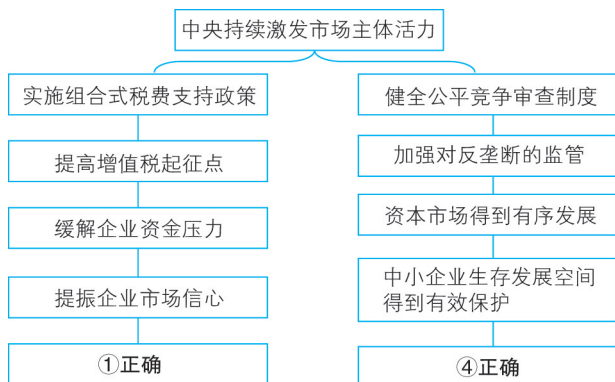 中央持续激发市场主体活力
实施组合式税费支持政策
提高增值税起征点
缓解企业资金压力
提振企业市场信心
①正确
健全公平竞争审查制度
加强对反垄断的监管
资本市场得到有序发展
中小企业生存发展空间
得到有效保护
④正确